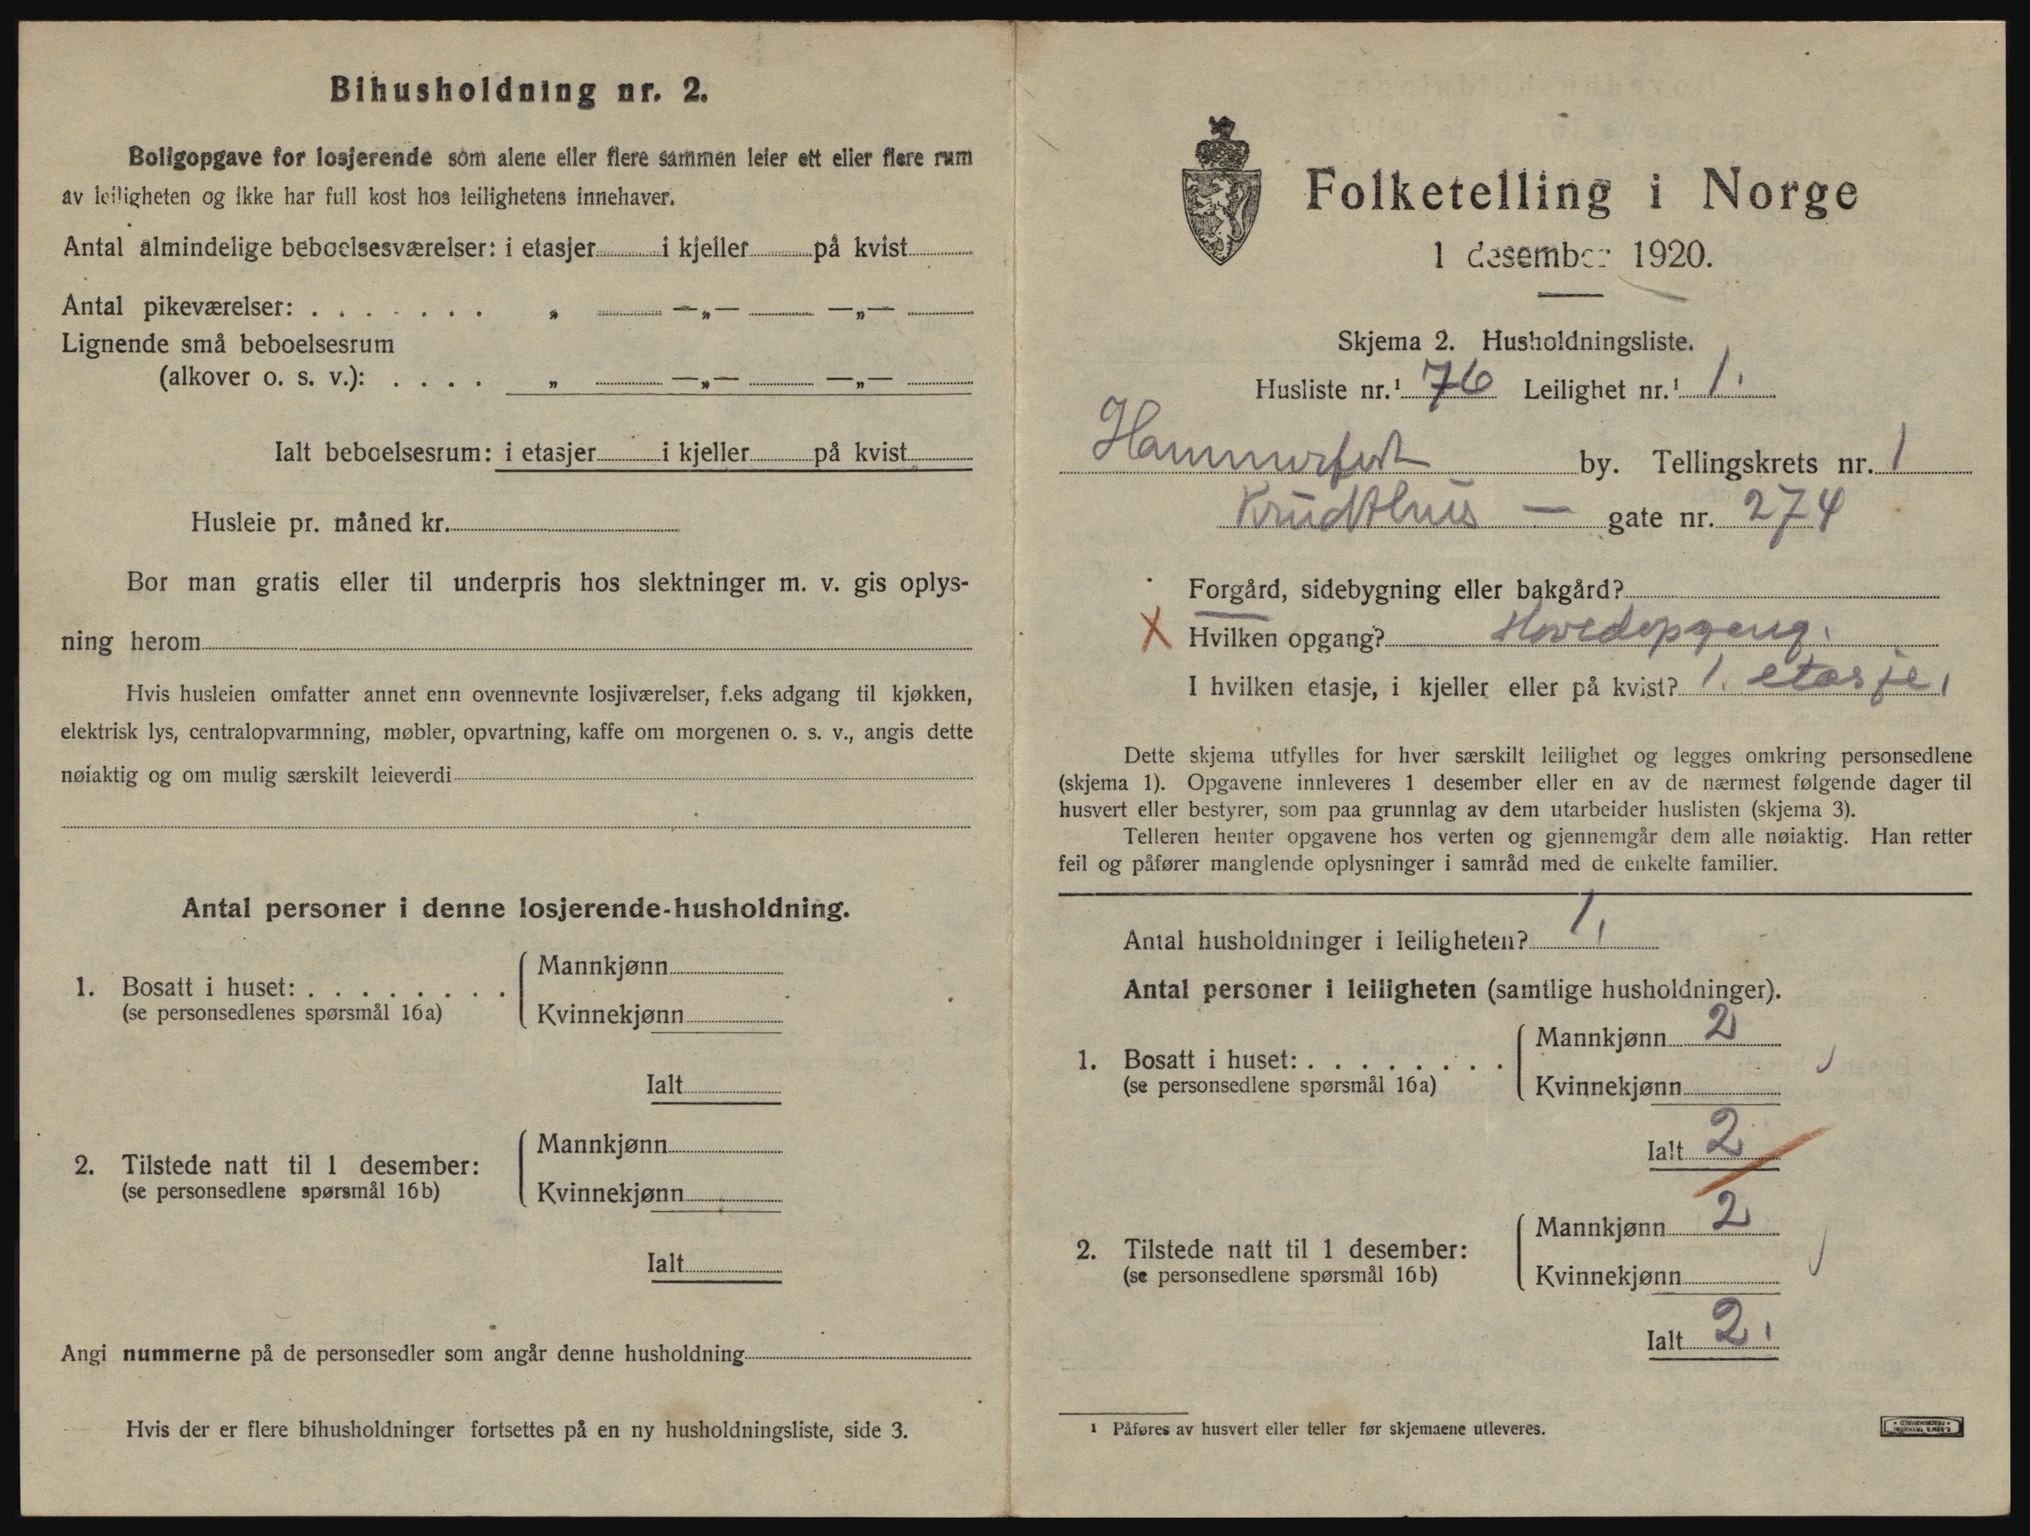 Bihusholdning nr. 2.
Boligopgave for losjerende som alene eller flere sammen leier ett eller flere rum
av leiligheten og ikke har full kost hos leilighetens innehaver.
Antal almindelige beboelsesværelser: i etasjer i kjeller på kvist
Antal pikeværelser: . . . . . . . „ —„— —„—
Lignende små beboelsesrum
(alkover o. s. v.): . . . . „ —„— —„—
Ialt beboelsesrum: i etasjer i kjeller på kvist
Husleie pr. måned kr.
Bor man gratis eller til underpris hos slektninger m. v. gis oplys-
ning herom
Hvis husleien omfatter annet enn ovennevnte losjiværelser, f.eks adgang til kjøkken,
elektrisk lys, centralopvarmning, møbler, opvartning, kaffe om morgenen o. s. v., angis dette
nøiaktig og om mulig særskilt leieverdi
Antal personer i denne losjerende-husholdning.
Mannkjønn
1. Bosatt i huset: . . . . . . . .
(se personsedlenes spørsmål 16a)
Kvinnekjønn
Ialt
Mannkjønn
2. Tilstede natt til 1 desember:
(se personsedlene spørsmål 16b)
Kvinnekjønn
Ialt
Angi nummerne på de personsedler som angår denne husholdning
Hvis der er flere bihusholdninger fortsettes på en ny husholdningsliste, side 3.
Folketelling i Norge
1 desember 1920.
Skjema 2. Husholdningsliste.
Husliste nr.¹ 76 Leilighet nr.¹ 1.
Hammerfest by. Tellingskrets nr. 1
Krudthus — gate nr. 274
Forgård, sidebygning eller bakgård?
X Hvilken opgang? Hovedopgang.
I hvilken etasje, i kjeller eller på kvist? 1. etasje.
Dette skjema utfylles for hver særskilt leilighet og legges omkring personsedlene
(skjema 1). Opgavene innleveres 1 desember eller en av de nærmest følgende dager til
husvert eller bestyrer, som paa grunnlag av dem utarbeider huslisten (skjema 3).
Telleren henter opgavene hos verten og gjennemgår dem alle nøiaktig. Han retter
feil og påfører manglende oplysninger i samråd med de enkelte familier.
Antal husholdninger i leiligheten? 1.
Antal personer i leiligheten (samtlige husholdninger).
Mannkjønn 2
1. Bosatt i huset: . . . . . . . .
(se personsedlene spørsmål 16a)
Kvinnekjønn
Ialt 2
Mannkjønn 2
2. Tilstede natt til 1 desember:
(se personsedlene spørsmål 16b)
Kvinnekjønn
Ialt 2.
¹ Påføres av husvert eller teller før skjemaene utleveres.